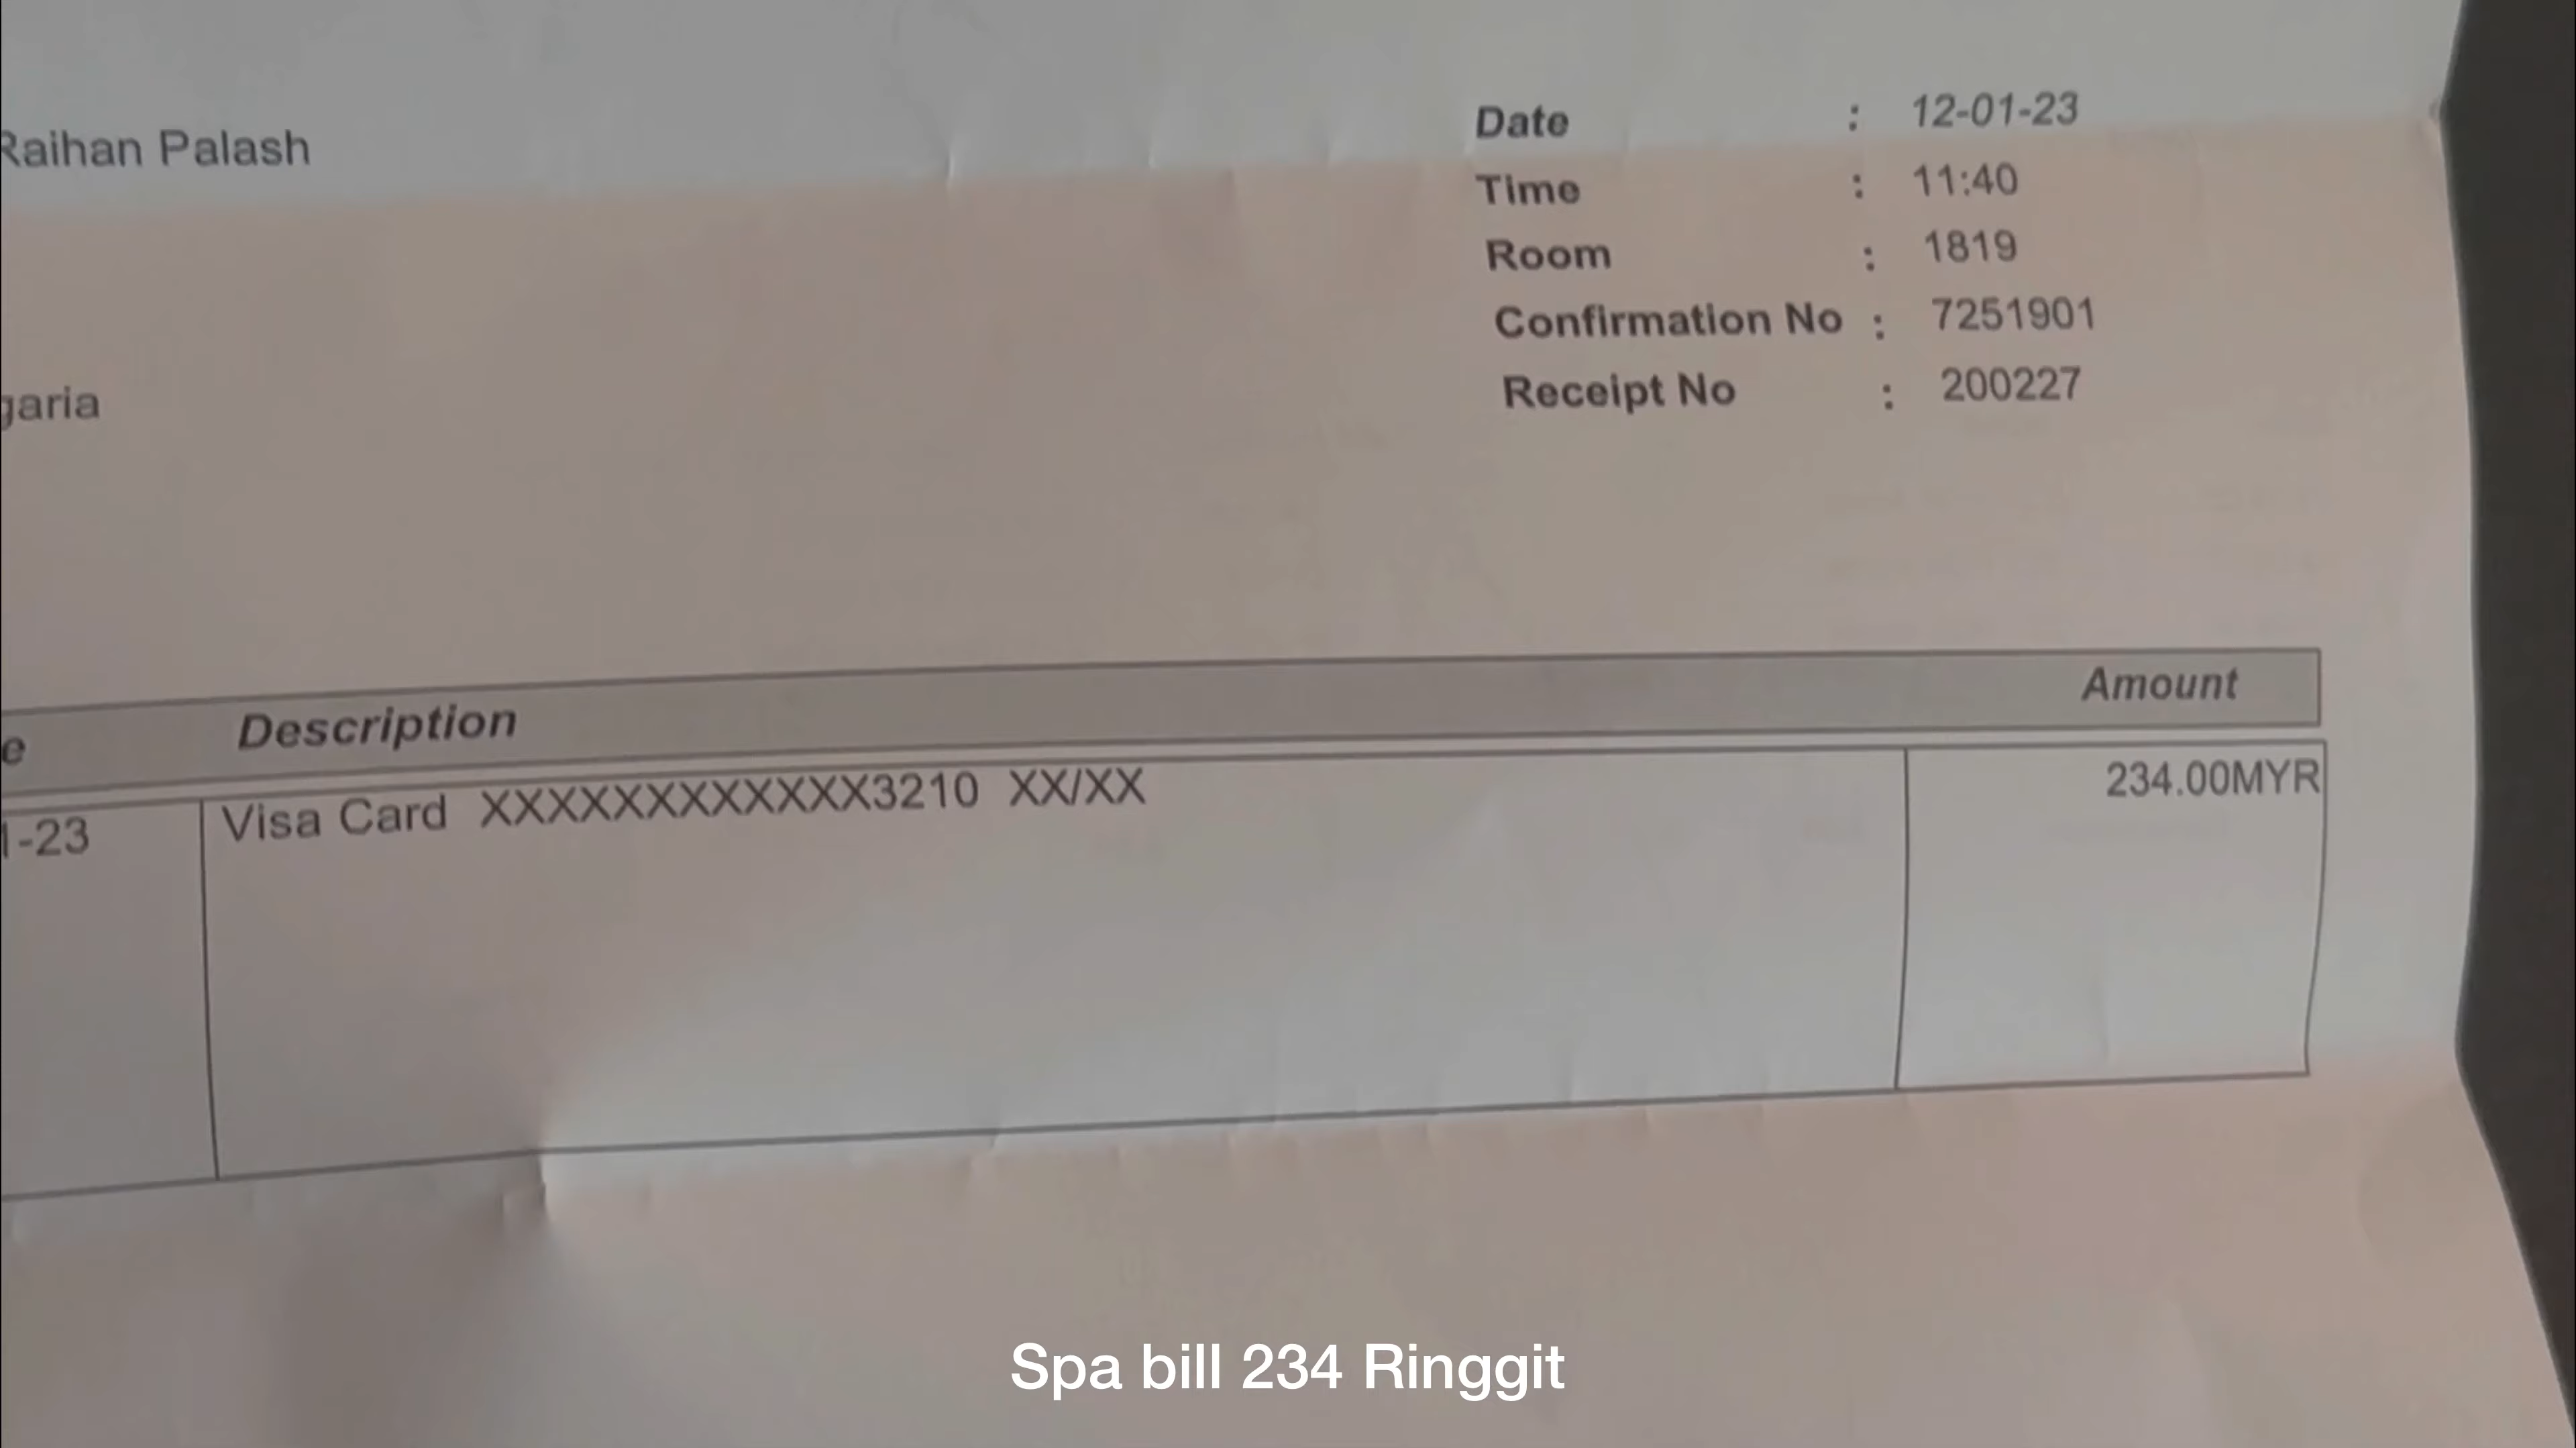 Raihan Palash
Date : 12-01-23
Time : 11:40
Room : 1819
Confirmation No : 7251901
Receipt No : 200227
garia
e Description Amount
1-23 Visa Card XXXXXXXXXXXX3210 XX/XX 234.00MYR
Spa bill 234 Ringgit